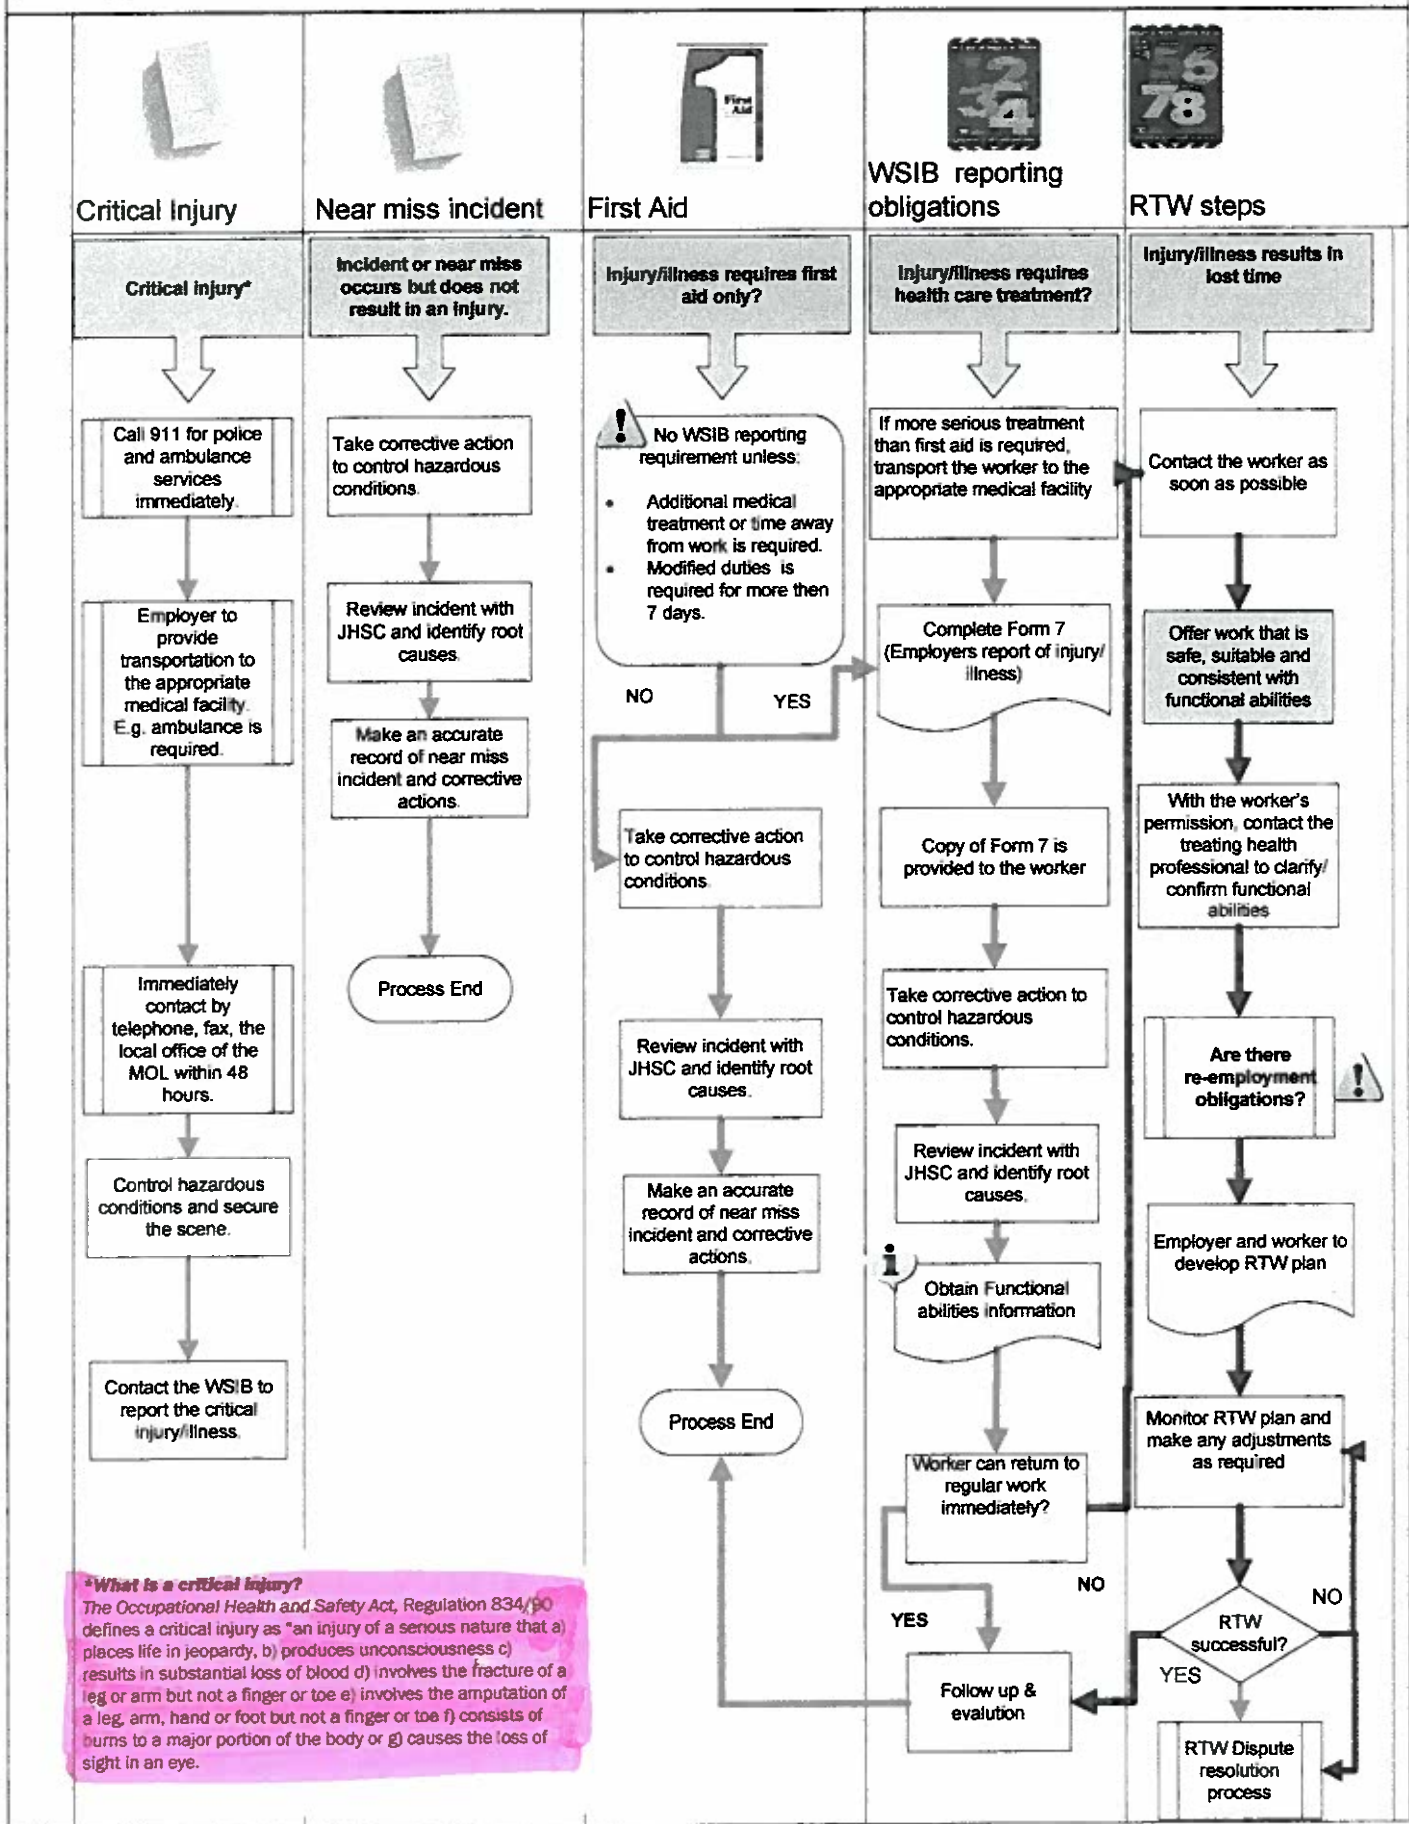 First
Aid
2
34
56
78
Critical Injury
Near miss incident
First Aid
WSIB reporting
obligations
RTW steps
Critical injury*
Incident or near miss
occurs but does not
result in an injury.
Injury/illness requires first
aid only?
Injury/illness requires
health care treatment?
Injury/illness results in
lost time
Call 911 for police
and ambulance
services
immediately.
Employer to
provide
transportation to
the appropriate
medical facility.
E.g. ambulance is
required.
Immediately
contact by
telephone, fax, the
local office of the
MOL within 48
hours.
Control hazardous
conditions and secure
the scene.
Contact the WSIB to
report the critical
injury/illness.
Take corrective action
to control hazardous
conditions.
Review incident with
JHSC and identify root
causes.
Make an accurate
record of near miss
incident and corrective
actions.
Process End
! No WSIB reporting
requirement unless:
• Additional medical
treatment or time away
from work is required.
• Modified duties is
required for more then
7 days.
NO
YES
Take corrective action
to control hazardous
conditions.
Review incident with
JHSC and identify root
causes.
Make an accurate
record of near miss
incident and corrective
actions.
Process End
If more serious treatment
than first aid is required,
transport the worker to the
appropriate medical facility
Complete Form 7
(Employers report of injury/
illness)
Copy of Form 7 is
provided to the worker
Take corrective action to
control hazardous
conditions.
Review incident with
JHSC and identify root
causes.
i
Obtain Functional
abilities information
Worker can return to
regular work
immediately?
NO
YES
Follow up &
evalution
Contact the worker as
soon as possible
Offer work that is
safe, suitable and
consistent with
functional abilities
With the worker's
permission, contact the
treating health
professional to clarify/
confirm functional
abilities
Are there
re-employment
obligations?
!
Employer and worker to
develop RTW plan
Monitor RTW plan and
make any adjustments
as required
RTW
successful?
NO
YES
RTW Dispute
resolution
process
*What is a critical injury?
The Occupational Health and Safety Act, Regulation 834/90
defines a critical injury as "an injury of a serious nature that a)
places life in jeopardy, b) produces unconsciousness c)
results in substantial loss of blood d) involves the fracture of a
leg or arm but not a finger or toe e) involves the amputation of
a leg, arm, hand or foot but not a finger or toe f) consists of
burns to a major portion of the body or g) causes the loss of
sight in an eye.